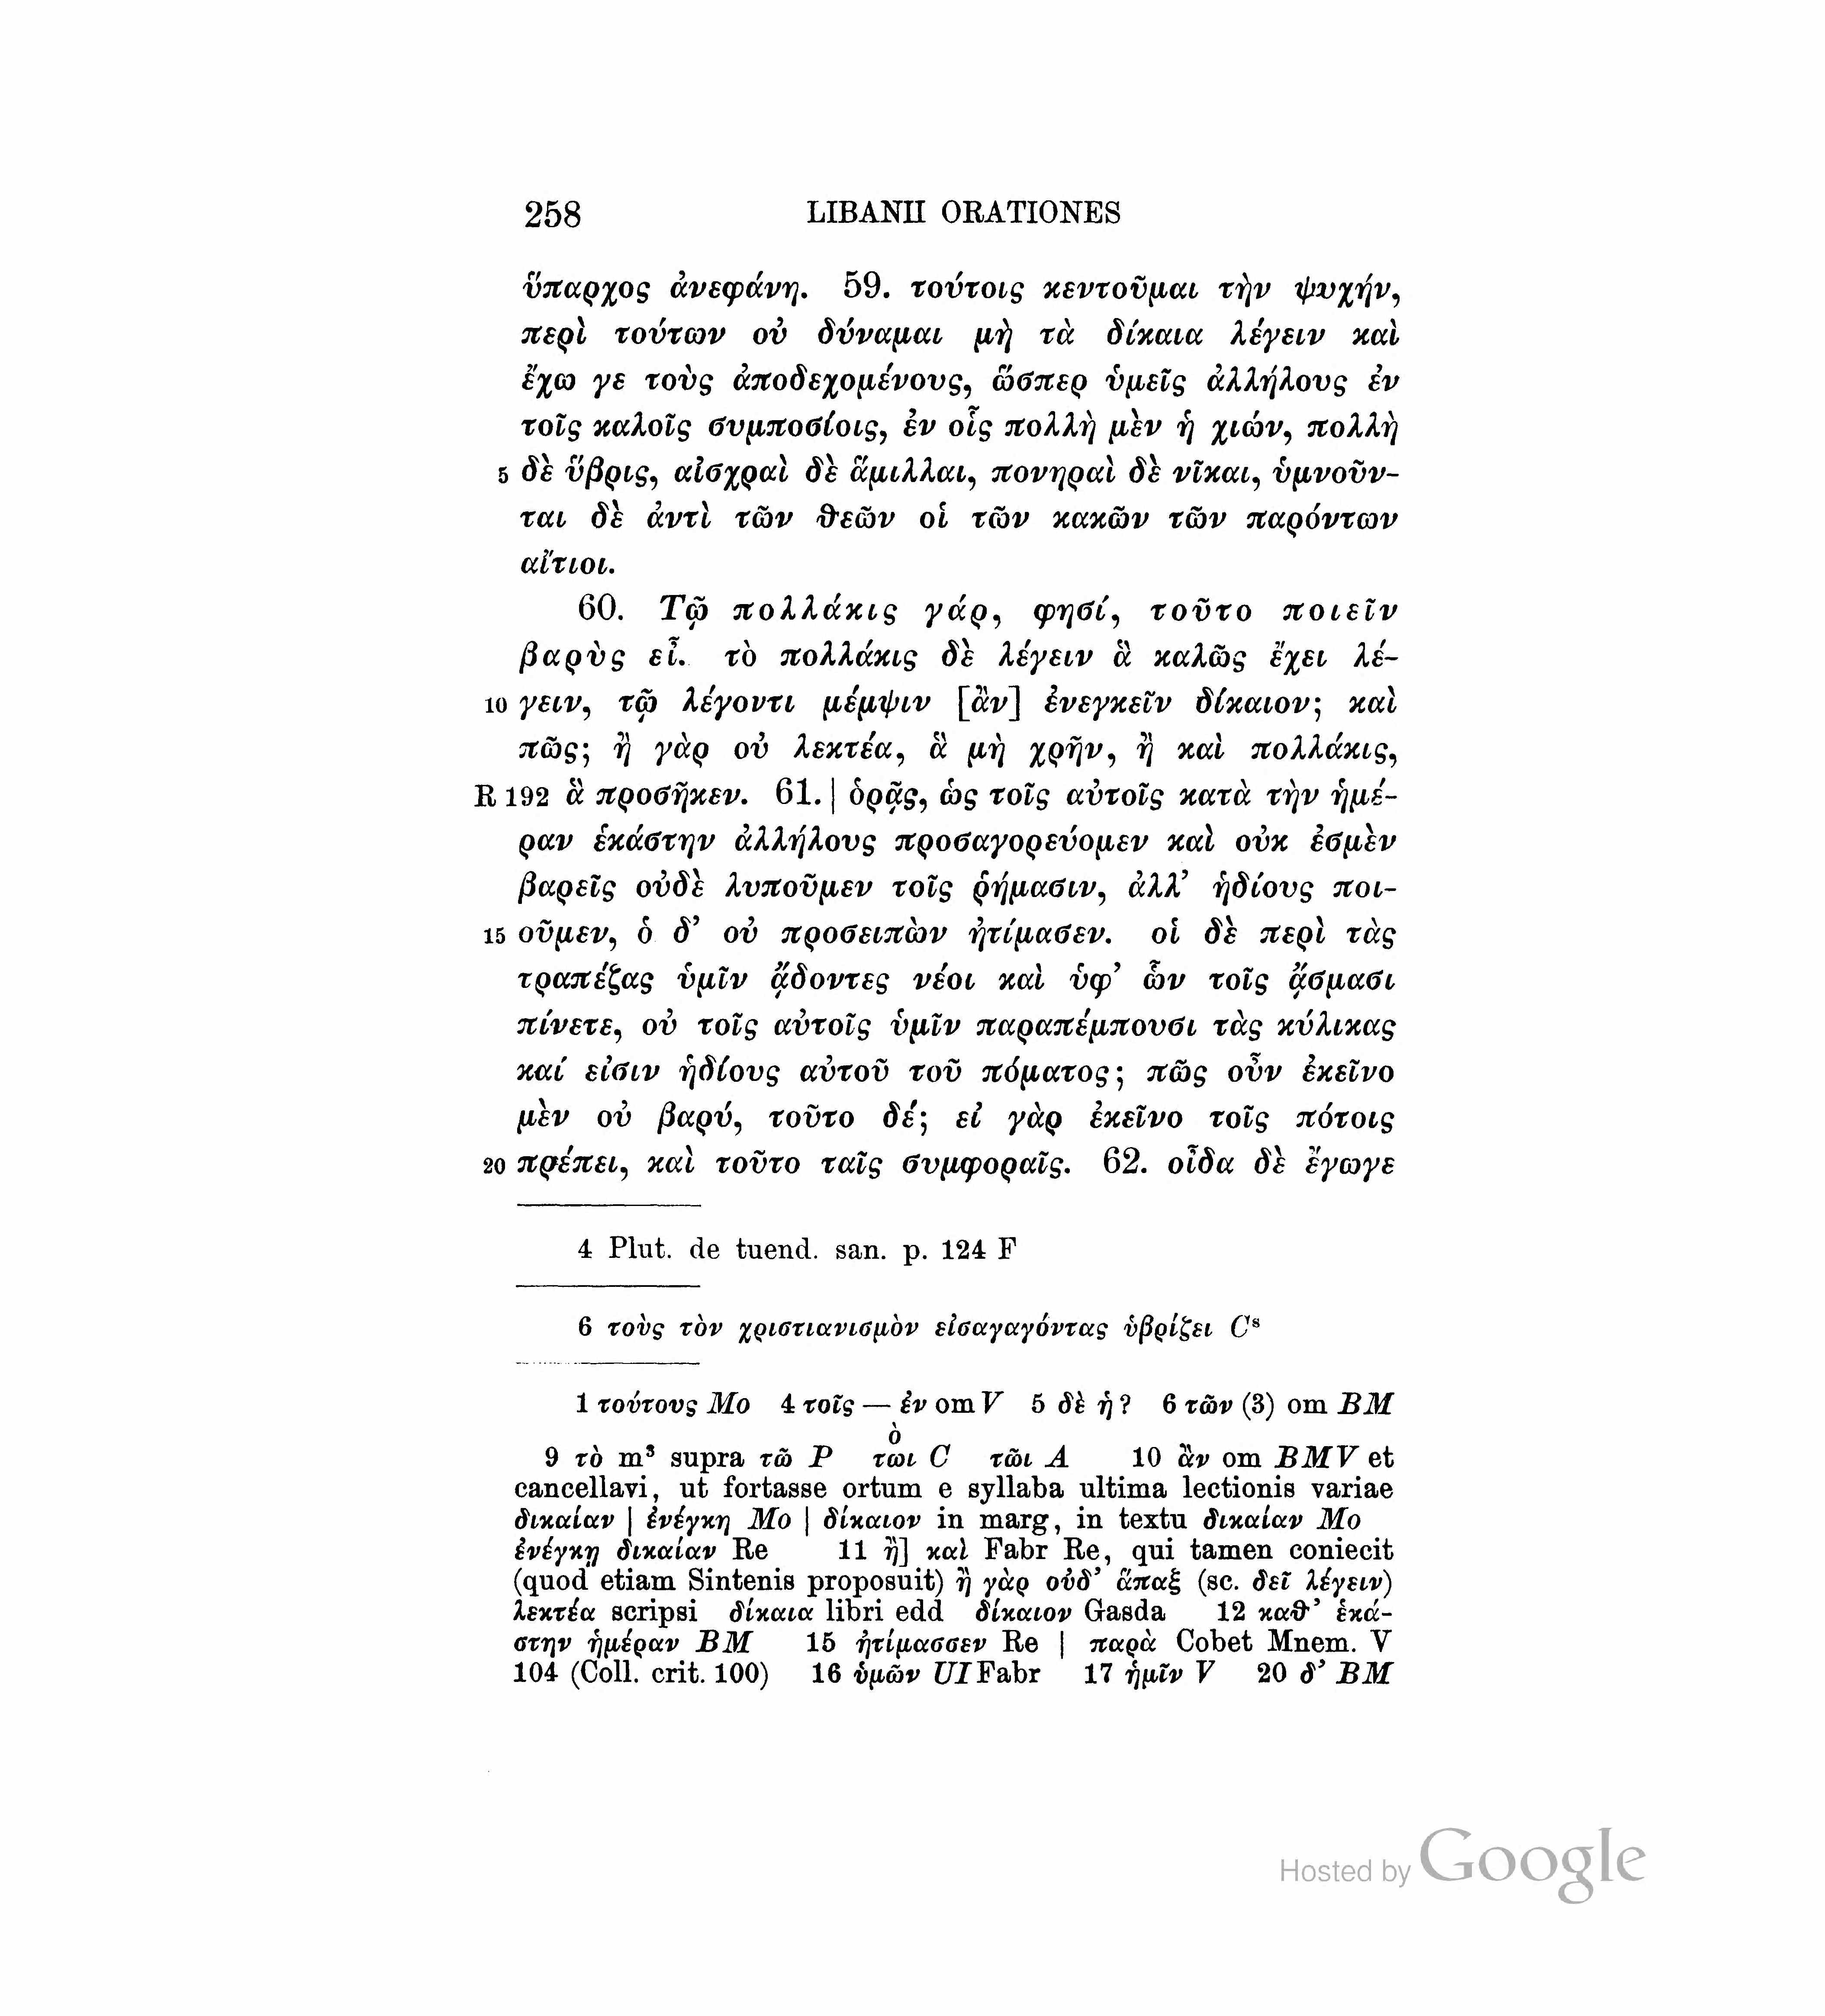 258 LIBANII ORATIONES
ὕπαρχος ἀνεφάνη. 59. τούτοις κεντοῦμαι τὴν ψυχήν,
περὶ τούτων οὐ δύναμαι μὴ τὰ δίκαια λέγειν καὶ
ἔχω γε τοὺς ἀποδεχομένους, ὥσπερ ὑμεῖς ἀλλήλους ἐν
τοῖς καλοῖς συμποσίοις, ἐν οἷς πολλὴ μὲν ἡ χιών, πολλὴ
5 δὲ ὕβρις, αἰσχραὶ δὲ ἅμιλλαι, πονηραὶ δὲ νῖκαι, ὑμνοῦν-
ται δὲ ἀντὶ τῶν θεῶν οἱ τῶν κακῶν τῶν παρόντων
αἴτιοι.
60. Τῷ πολλάκις γάρ, φησί, τοῦτο ποιεῖν
βαρὺς εἶ. τὸ πολλάκις δὲ λέγειν ἃ καλῶς ἔχει λέ-
10 γειν, τῷ λέγοντι μέμψιν [ἂν] ἐνεγκεῖν δίκαιον; καὶ
πῶς; ἢ γὰρ οὐ λεκτέα, ἃ μὴ χρῆν, ἢ καὶ πολλάκις,
R 192 ἃ προσῆκεν. 61. | ὁρᾷς, ὡς τοῖς αὐτοῖς κατὰ τὴν ἡμέ-
ραν ἑκάστην ἀλλήλους προσαγορεύομεν καὶ οὐκ ἐσμὲν
βαρεῖς οὐδὲ λυποῦμεν τοῖς ῥήμασιν, ἀλλ’ ἡδίους ποι-
15 οῦμεν, ὁ δ’ οὐ προσειπὼν ἠτίμασεν. οἱ δὲ περὶ τὰς
τραπέζας ὑμῖν ᾄδοντες νέοι καὶ ὑφ’ ὧν τοῖς ᾄσμασι
πίνετε, οὐ τοῖς αὐτοῖς ὑμῖν παραπέμπουσι τὰς κύλικας
καί εἰσιν ἡδίους αὐτοῦ τοῦ πόματος; πῶς οὖν ἐκεῖνο
μὲν οὐ βαρύ, τοῦτο δέ; εἰ γὰρ ἐκεῖνο τοῖς πότοις
20 πρέπει, καὶ τοῦτο ταῖς συμφοραῖς. 62. οἶδα δὲ ἔγωγε
4 Plut. de tuend. san. p. 124 F
6 τοὺς τὸν χριστιανισμὸν εἰσαγαγόντας ὑβρίζει Cˢ
1 τούτους Mo 4 τοῖς — ἐν om V 5 δὲ ἡ? 6 τῶν (3) om BM
ὸ
9 τὸ m³ supra τῶ P τωι C τῶι A 10 ἂν om BMV et
cancellavi, ut fortasse ortum e syllaba ultima lectionis variae
δικαίαν | ἐνέγκη Mo | δίκαιον in marg, in textu δικαίαν Mo
ἐνέγκῃ δικαίαν Re 11 ἢ] καὶ Fabr Re, qui tamen coniecit
(quod etiam Sintenis proposuit) ἢ γὰρ οὐδ’ ἅπαξ (sc. δεῖ λέγειν)
λεκτέα scripsi δίκαια libri edd δίκαιον Gasda 12 καθ’ ἑκά-
στην ἡμέραν BM 15 ἠτίμασσεν Re | παρὰ Cobet Mnem. V
104 (Coll. crit. 100) 16 ὑμῶν UI Fabr 17 ἡμῖν V 20 δ’ BM
Hosted by Google